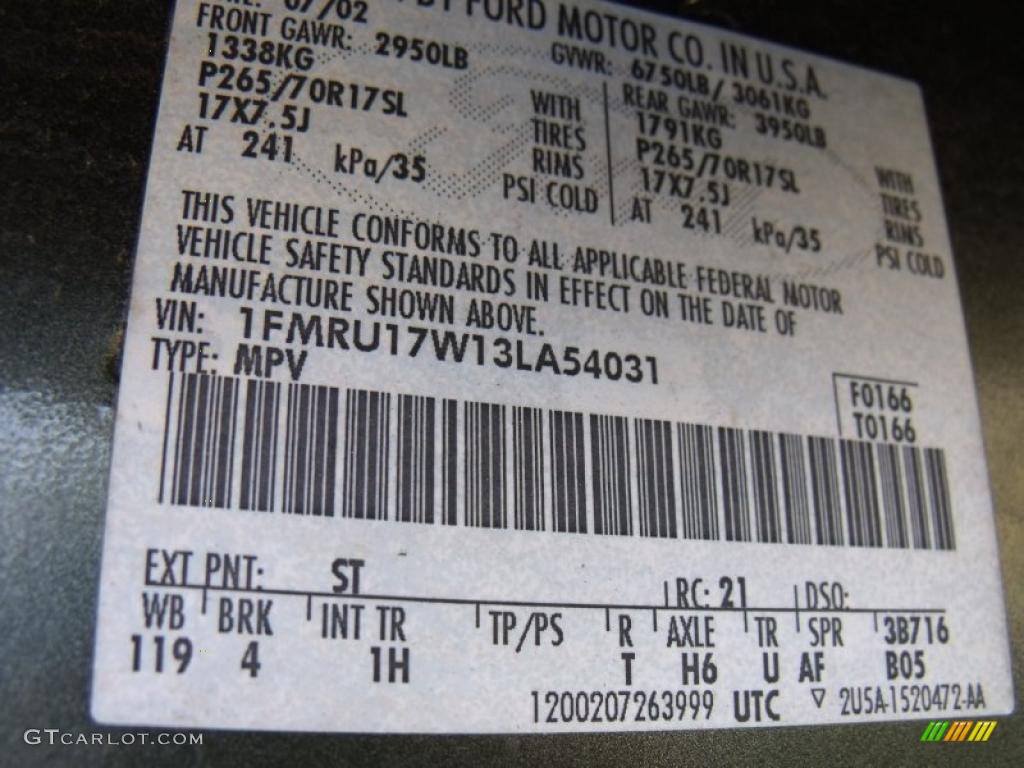 07/02 FORD MOTOR CO. IN U.S.A.
FRONT GAWR: 2950LB GVWR: 6750LB/ 3061KG
1338KG WITH REAR GAWR: 3950LB
P265/70R17SL TIRES 1791KG WITH
17X7.5J RIMS P265/70R17SL TIRES
AT 241 kPa/35 PSI COLD 17X7.5J RIMS
AT 241 kPa/35 PSI COLD
THIS VEHICLE CONFORMS TO ALL APPLICABLE FEDERAL MOTOR
VEHICLE SAFETY STANDARDS IN EFFECT ON THE DATE OF
MANUFACTURE SHOWN ABOVE.
VIN: 1FMRU17W13LA54031
TYPE: MPV
F0166
T0166
EXT PNT: ST RC: 21 DSO:
WB BRK INT TR TP/PS R AXLE TR SPR 3B716
119 4 1H T H6 U AF B05
1200207263999 UTC ▽ 2U5A-1520472-AA
GTCARLOT.COM